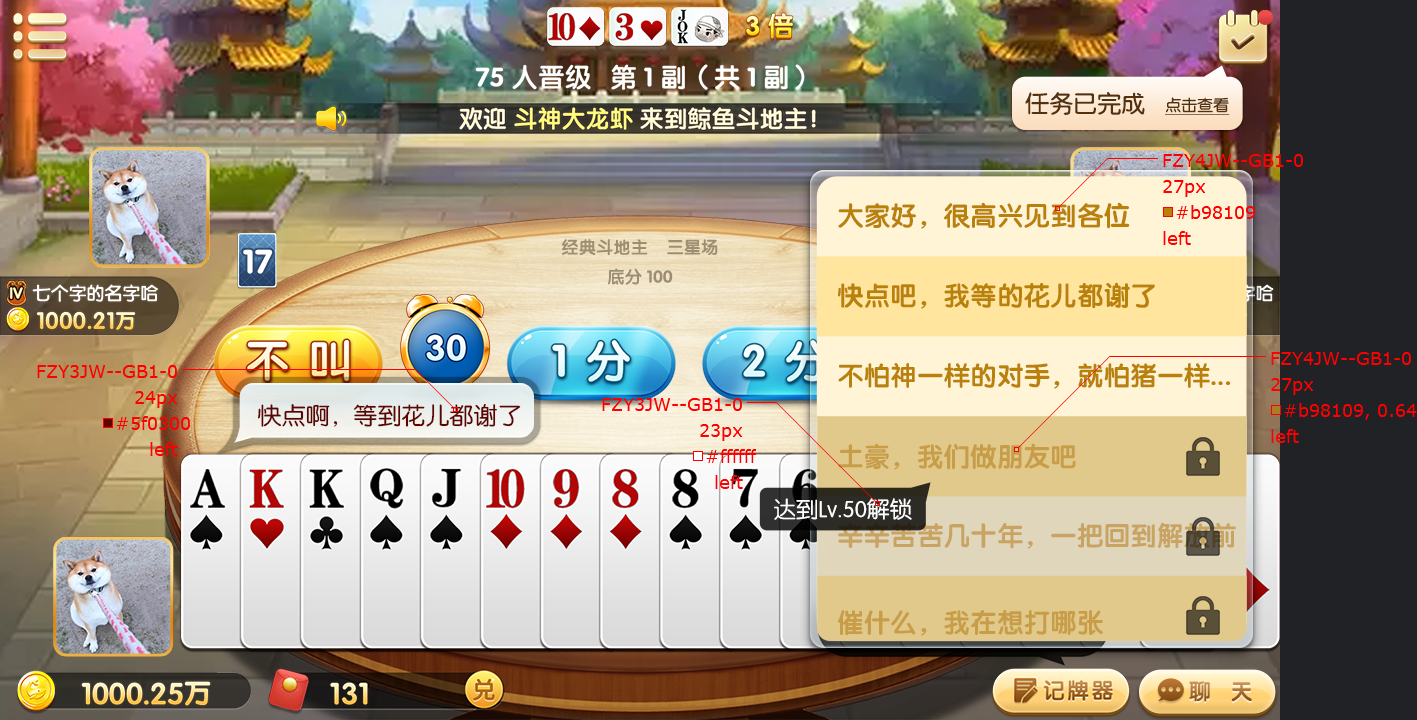 10 3 JOK 3 倍
75 人晋级 第1副（共1副）
任务已完成 点击查看
欢迎 斗神大龙虾 来到鲸鱼斗地主！
FZY4JW--GB1-0
27px
#b98109
left
大家好，很高兴见到各位
经典斗地主 三星场
底分 100
17
IV 七个字的名字哈
1000.21万
字哈
快点吧，我等的花儿都谢了
不叫
30
1分
2分
FZY4JW--GB1-0
27px
#b98109, 0.64
left
不怕神一样的对手，就怕猪一样...
FZY3JW--GB1-0
24px
#5f0300
left
快点啊，等到花儿都谢了
FZY3JW--GB1-0
23px
#ffffff
left
土豪，我们做朋友吧
A K K Q J 10 9 8 8 7 6
达到Lv.50解锁
辛辛苦苦几十年，一把回到解放前
催什么，我在想打哪张
1000.25万
131
兑
记牌器
聊 天